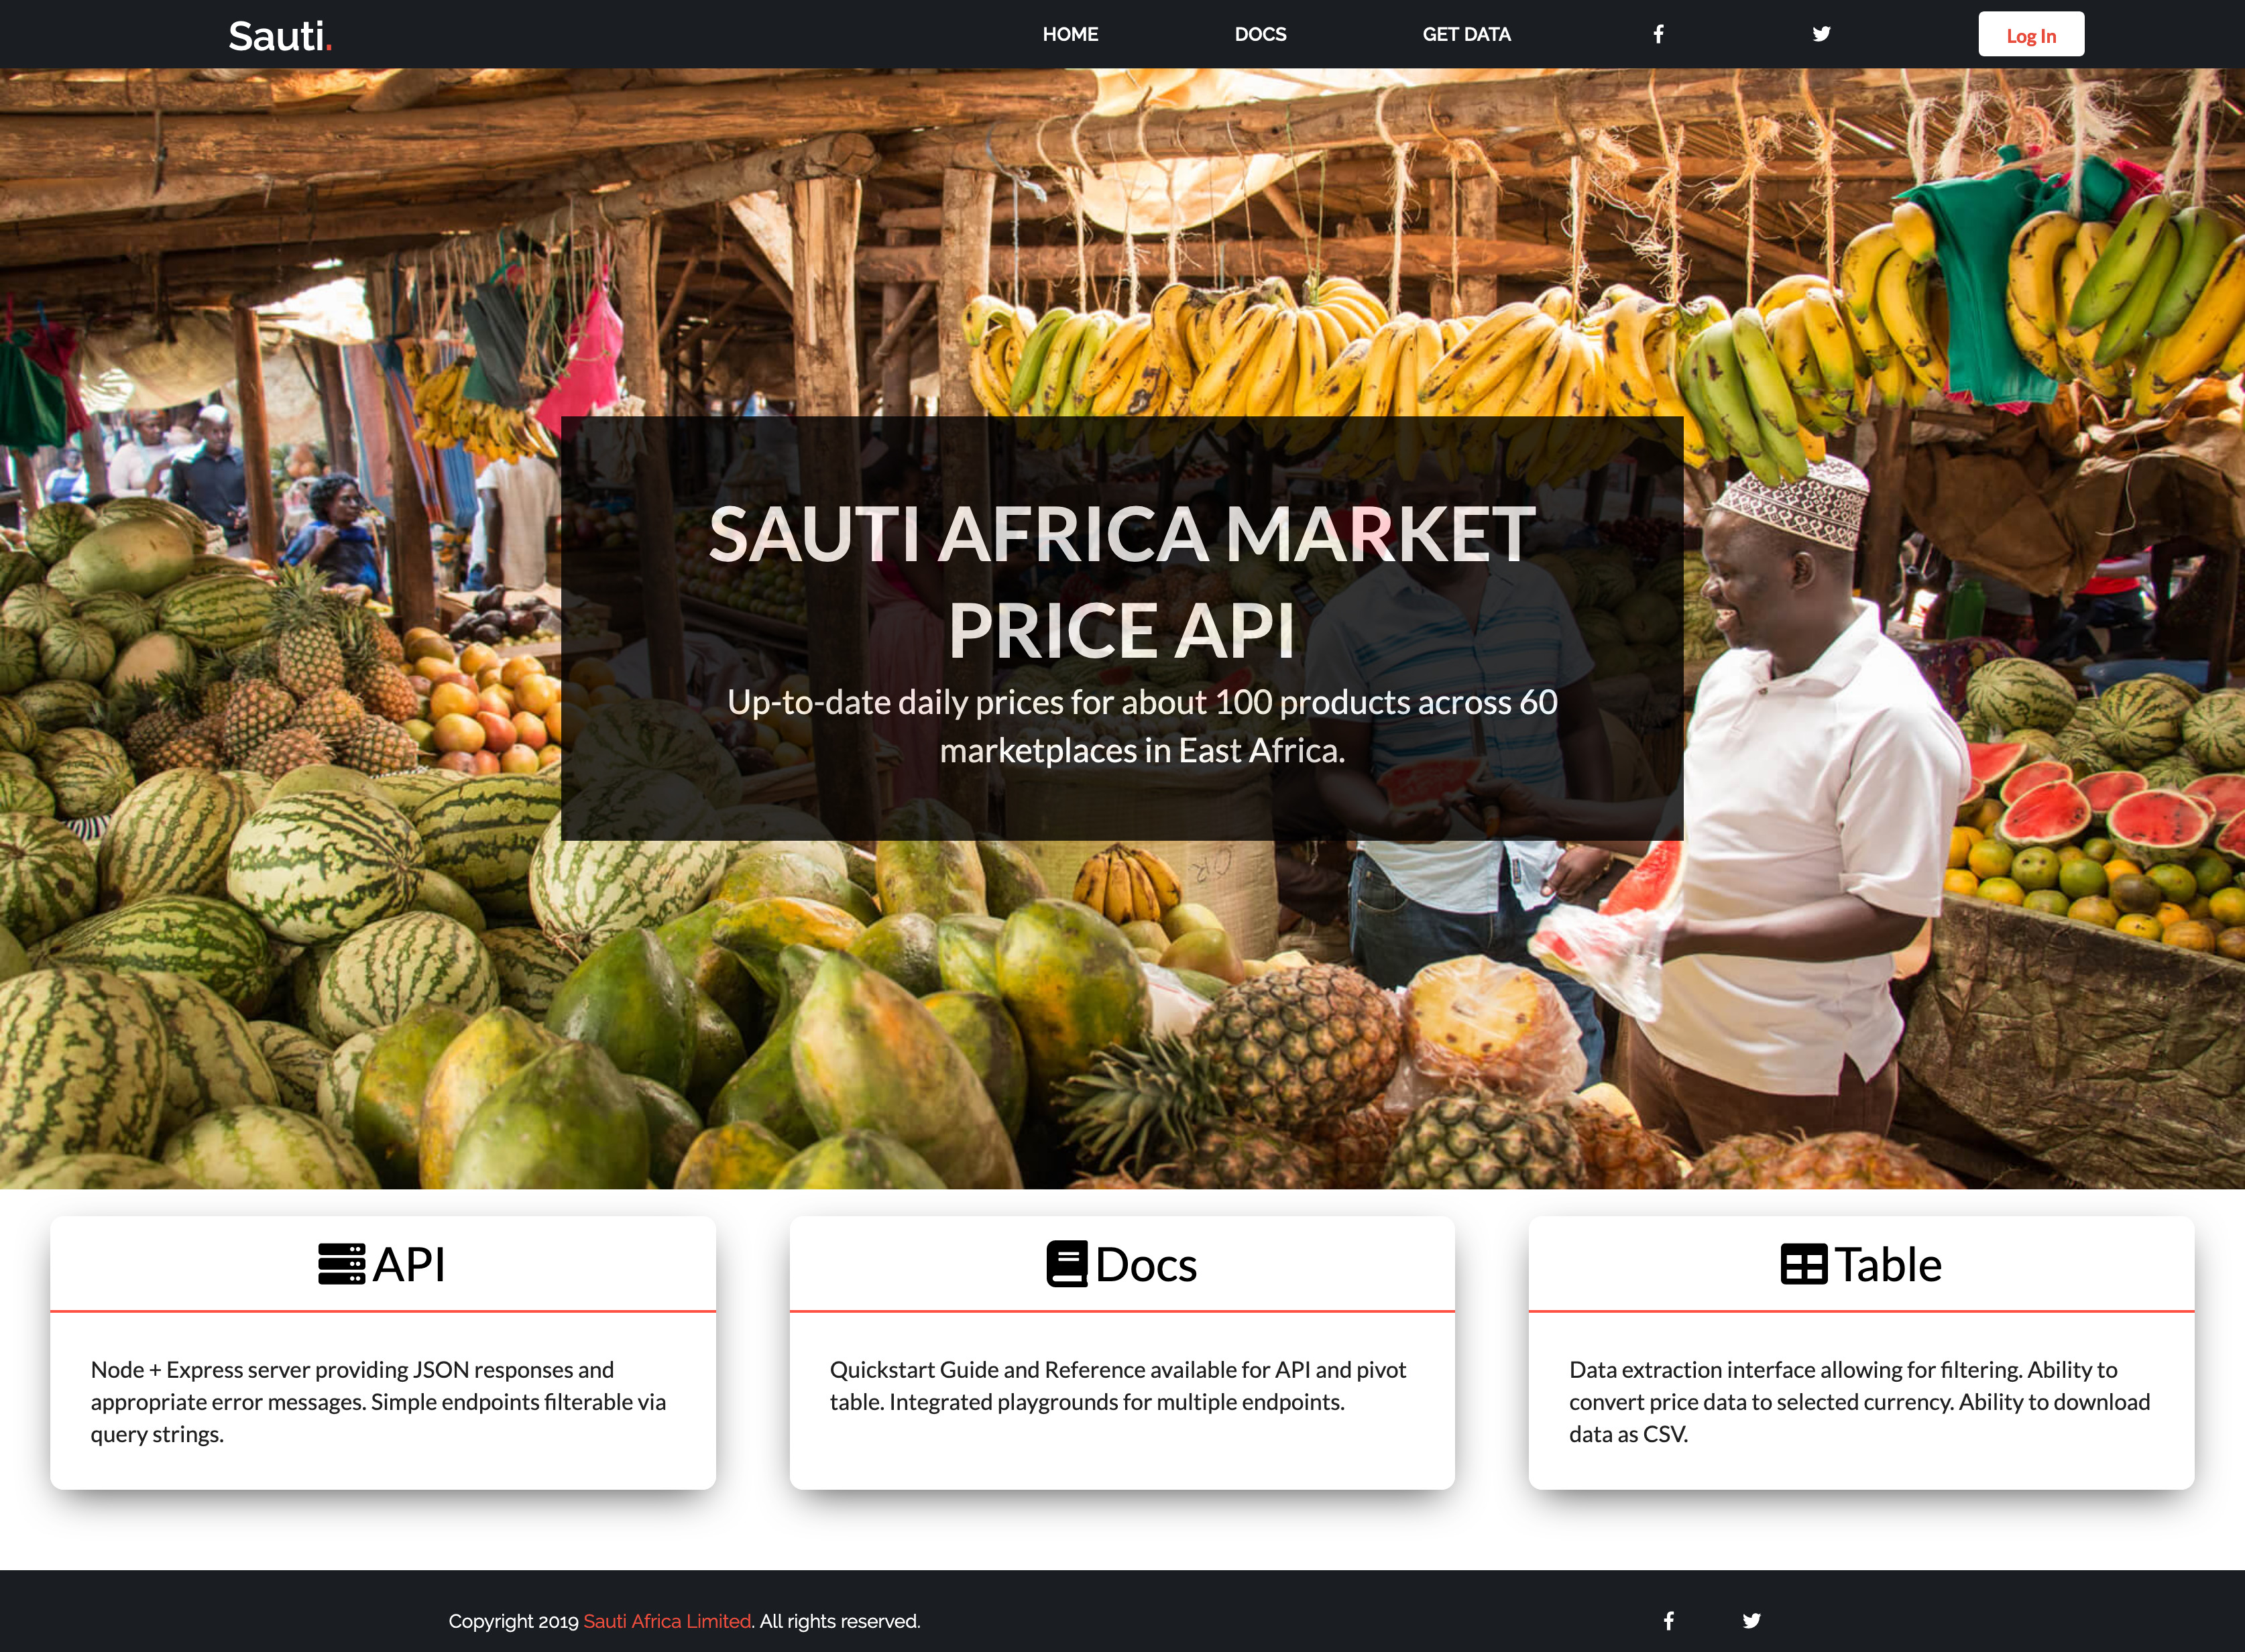 Sauti.
HOME
DOCS
GET DATA
Log In
SAUTI AFRICA MARKET
PRICE API
Up-to-date daily prices for about 100 products across 60
marketplaces in East Africa.
API
Node + Express server providing JSON responses and
appropriate error messages. Simple endpoints filterable via
query strings.
Docs
Quickstart Guide and Reference available for API and pivot
table. Integrated playgrounds for multiple endpoints.
Table
Data extraction interface allowing for filtering. Ability to
convert price data to selected currency. Ability to download
data as CSV.
Copyright 2019 Sauti Africa Limited. All rights reserved.